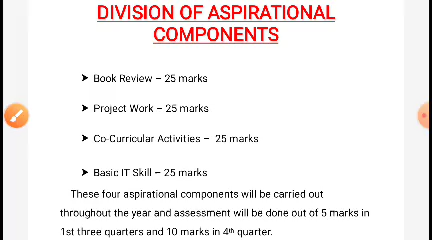 DIVISION OF ASPIRATIONAL
COMPONENTS
➤ Book Review – 25 marks
➤ Project Work – 25 marks
➤ Co-Curricular Activities – 25 marks
➤ Basic IT Skill – 25 marks
These four aspirational components will be carried out
throughout the year and assessment will be done out of 5 marks in
1st three quarters and 10 marks in 4th quarter.